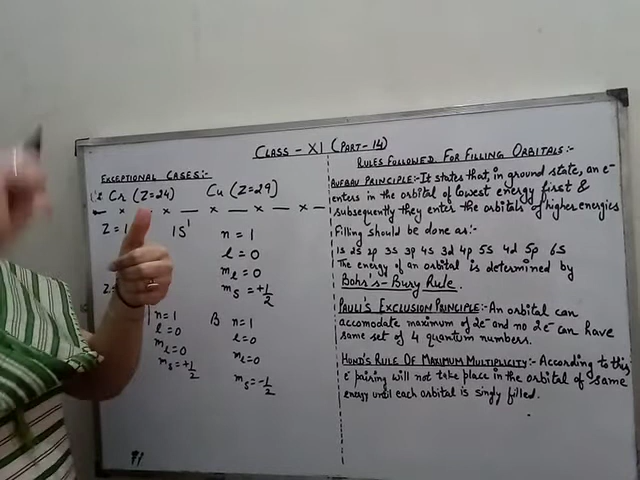 CLASS - XI (PART-14)
EXCEPTIONAL CASES:-
i.e Cr (Z=24) Cu (Z=29)
— x — x — x — x — x —
Z = 1 1S¹ n = 1
l = 0
mₗ = 0
mₛ = +1/2
Z=
n = 1 B n = 1
l = 0 l = 0
mₗ = 0 mₗ = 0
mₛ = +1/2 mₛ = -1/2
RULES FOLLOWED FOR FILLING ORBITALS:-
AUFBAU PRINCIPLE:- It states that, in ground state, an e⁻
enters in the orbital of lowest energy first &
subsequently they enter the orbitals of higher energies
Filling should be done as:-
1s 2s 2p 3s 3p 4s 3d 4p 5s 4d 5p 6s
The energy of an orbital is determined by
Bohr's - Bury Rule.
PAULI'S EXCLUSION PRINCIPLE:- An orbital can
accomodate maximum of 2e⁻ and no 2e⁻ can have
same set of 4 quantum numbers.
HUND'S RULE OF MAXIMUM MULTIPLICITY:- According to this
e⁻ pairing will not take place in the orbital of same
energy until each orbital is singly filled.